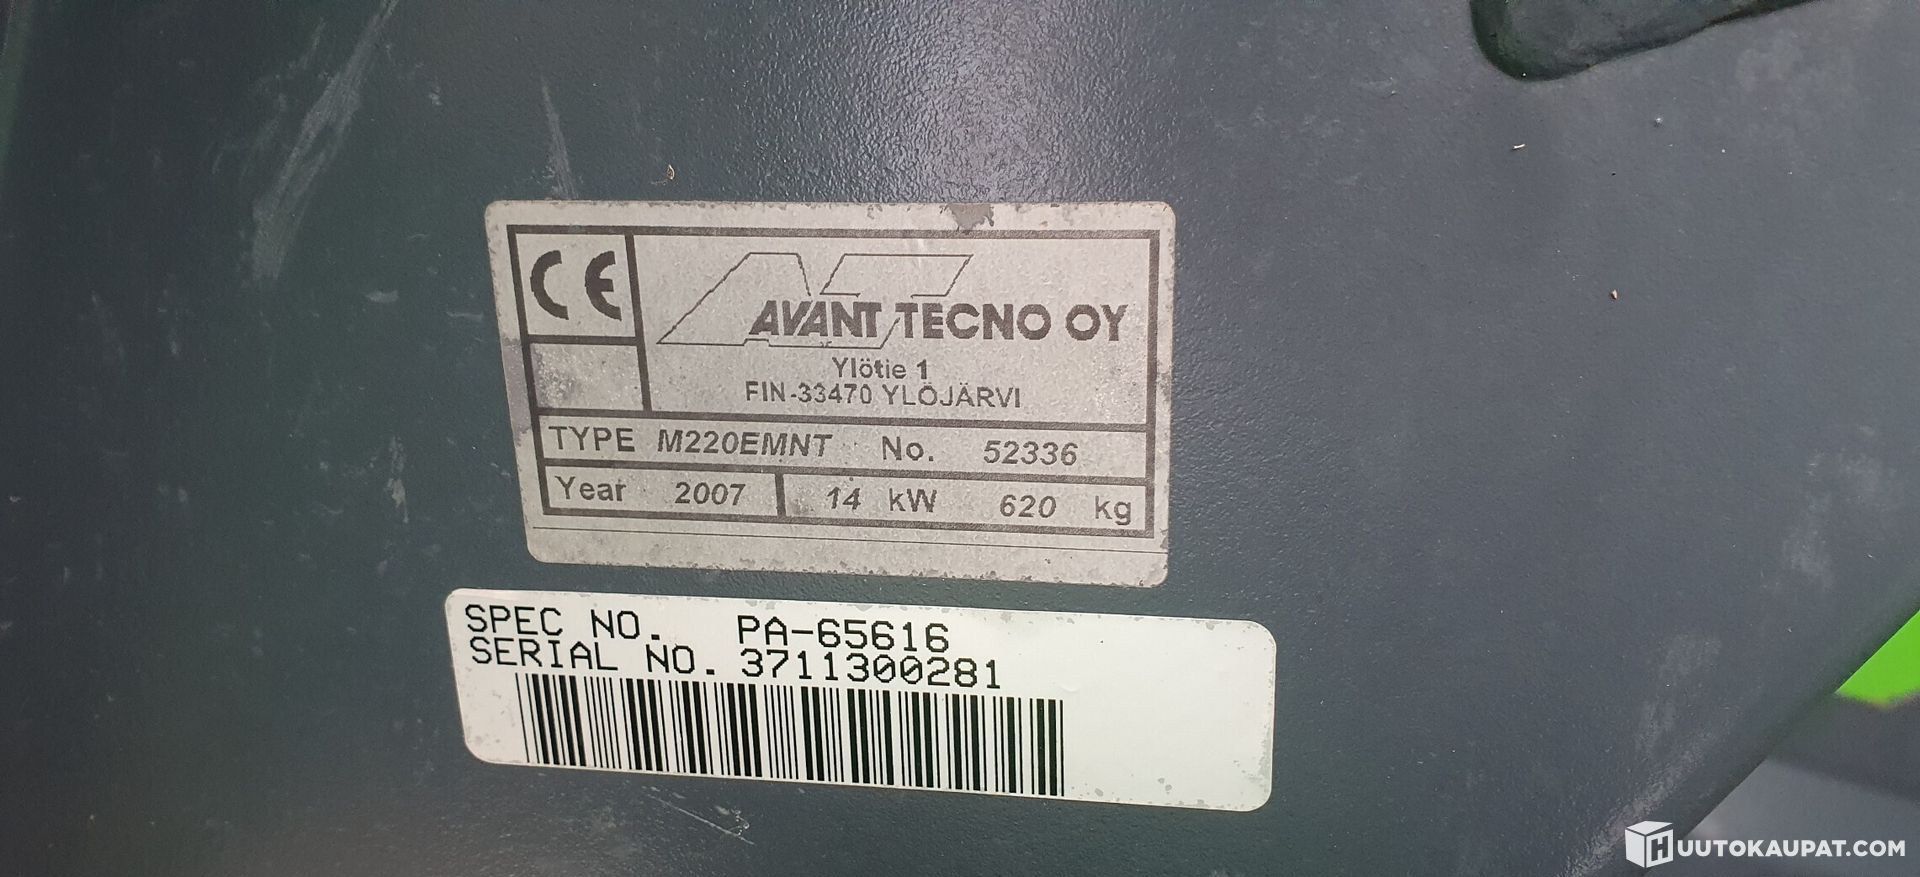 CE
AVANT TECNO OY
Ylötie 1
FIN-33470 YLÖJÄRVI
TYPE M220EMNT No. 52336
Year 2007 14 kW 620 kg
SPEC NO. PA-65616
SERIAL NO. 3711300281
HUUTOKAUPAT.COM